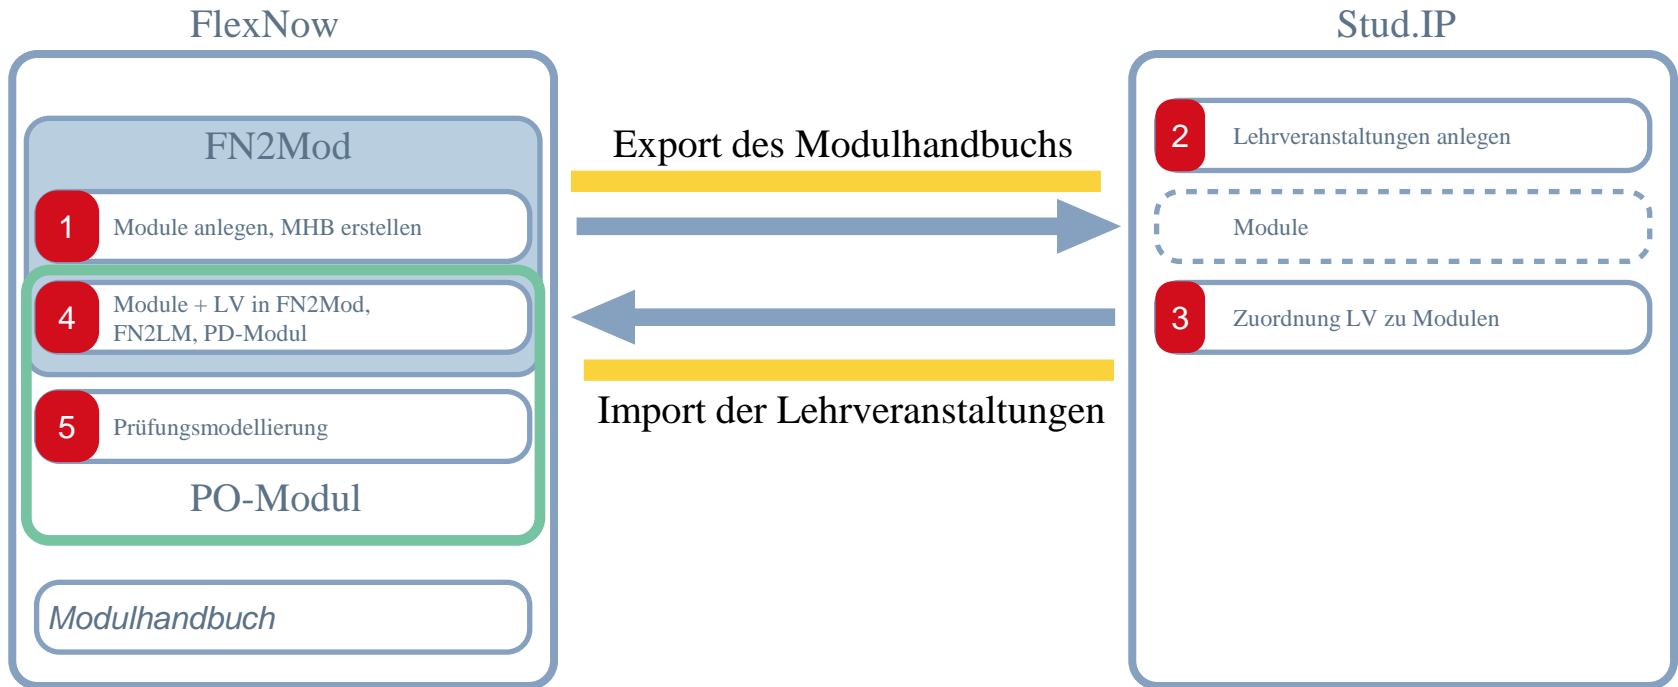 FlexNow
FN2Mod
1
Module anlegen, MHB erstellen
4
Module + LV in FN2Mod,
FN2LM, PD-Modul
5
Prüfungsmodellierung
PO-Modul
Modulhandbuch
Export des Modulhandbuchs
Import der Lehrveranstaltungen
Stud.IP
2
Lehrveranstaltungen anlegen
Module
3
Zuordnung LV zu Modulen